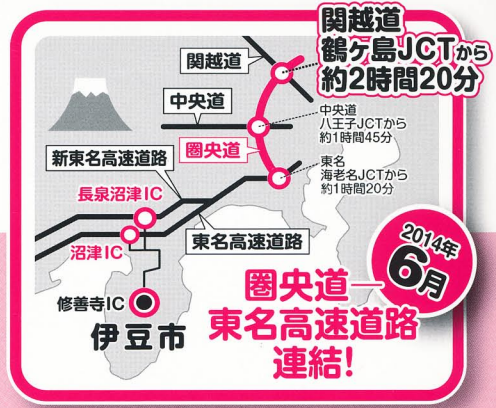 関越道
鶴ヶ島JCTから
約2時間20分
関越道
中央道
中央道
八王子JCTから
約1時間45分
圏央道
新東名高速道路
東名
海老名JCTから
約1時間20分
長泉沼津IC
東名高速道路
沼津IC
2014年
6月
修善寺IC
伊豆市
圏央道―
東名高速道路
連結!